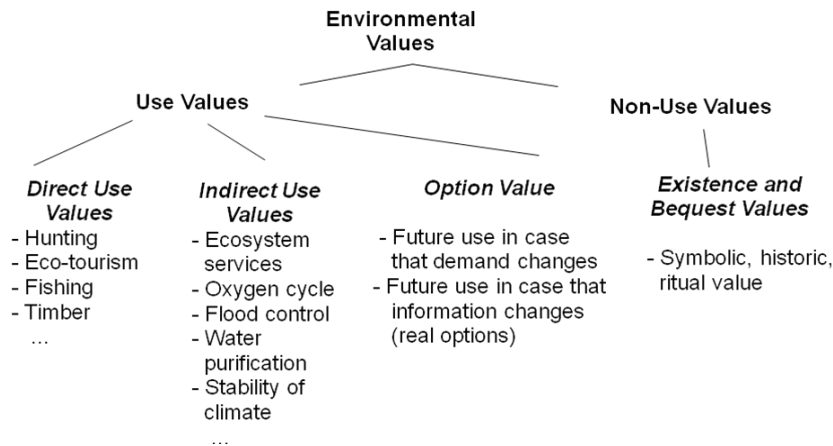 Environmental
Values
Use Values
Non-Use Values
Direct Use
Values
- Hunting
- Eco-tourism
- Fishing
- Timber
...
Indirect Use
Values
- Ecosystem
services
- Oxygen cycle
- Flood control
- Water
purification
- Stability of
climate
...
Option Value
- Future use in case
that demand changes
- Future use in case that
information changes
(real options)
Existence and
Bequest Values
- Symbolic, historic,
ritual value